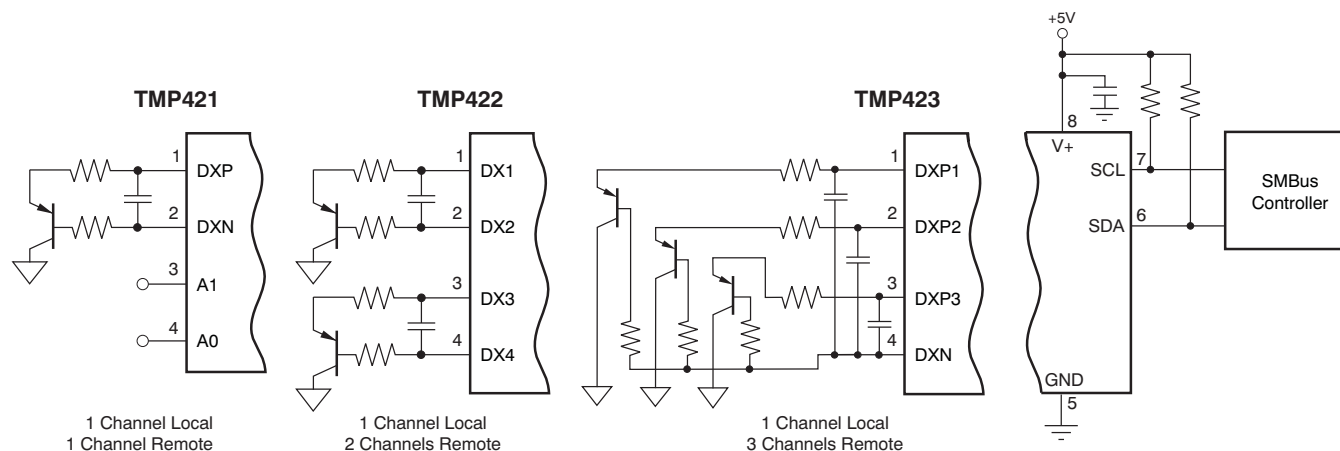 TMP421
1
DXP
2
DXN
3
A1
4
A0
1 Channel Local
1 Channel Remote
TMP422
1
DX1
2
DX2
3
DX3
4
DX4
1 Channel Local
2 Channels Remote
TMP423
1
DXP1
2
DXP2
3
DXP3
4
DXN
1 Channel Local
3 Channels Remote
+5V
8
V+
7
SCL
6
SDA
GND
5
SMBus
Controller